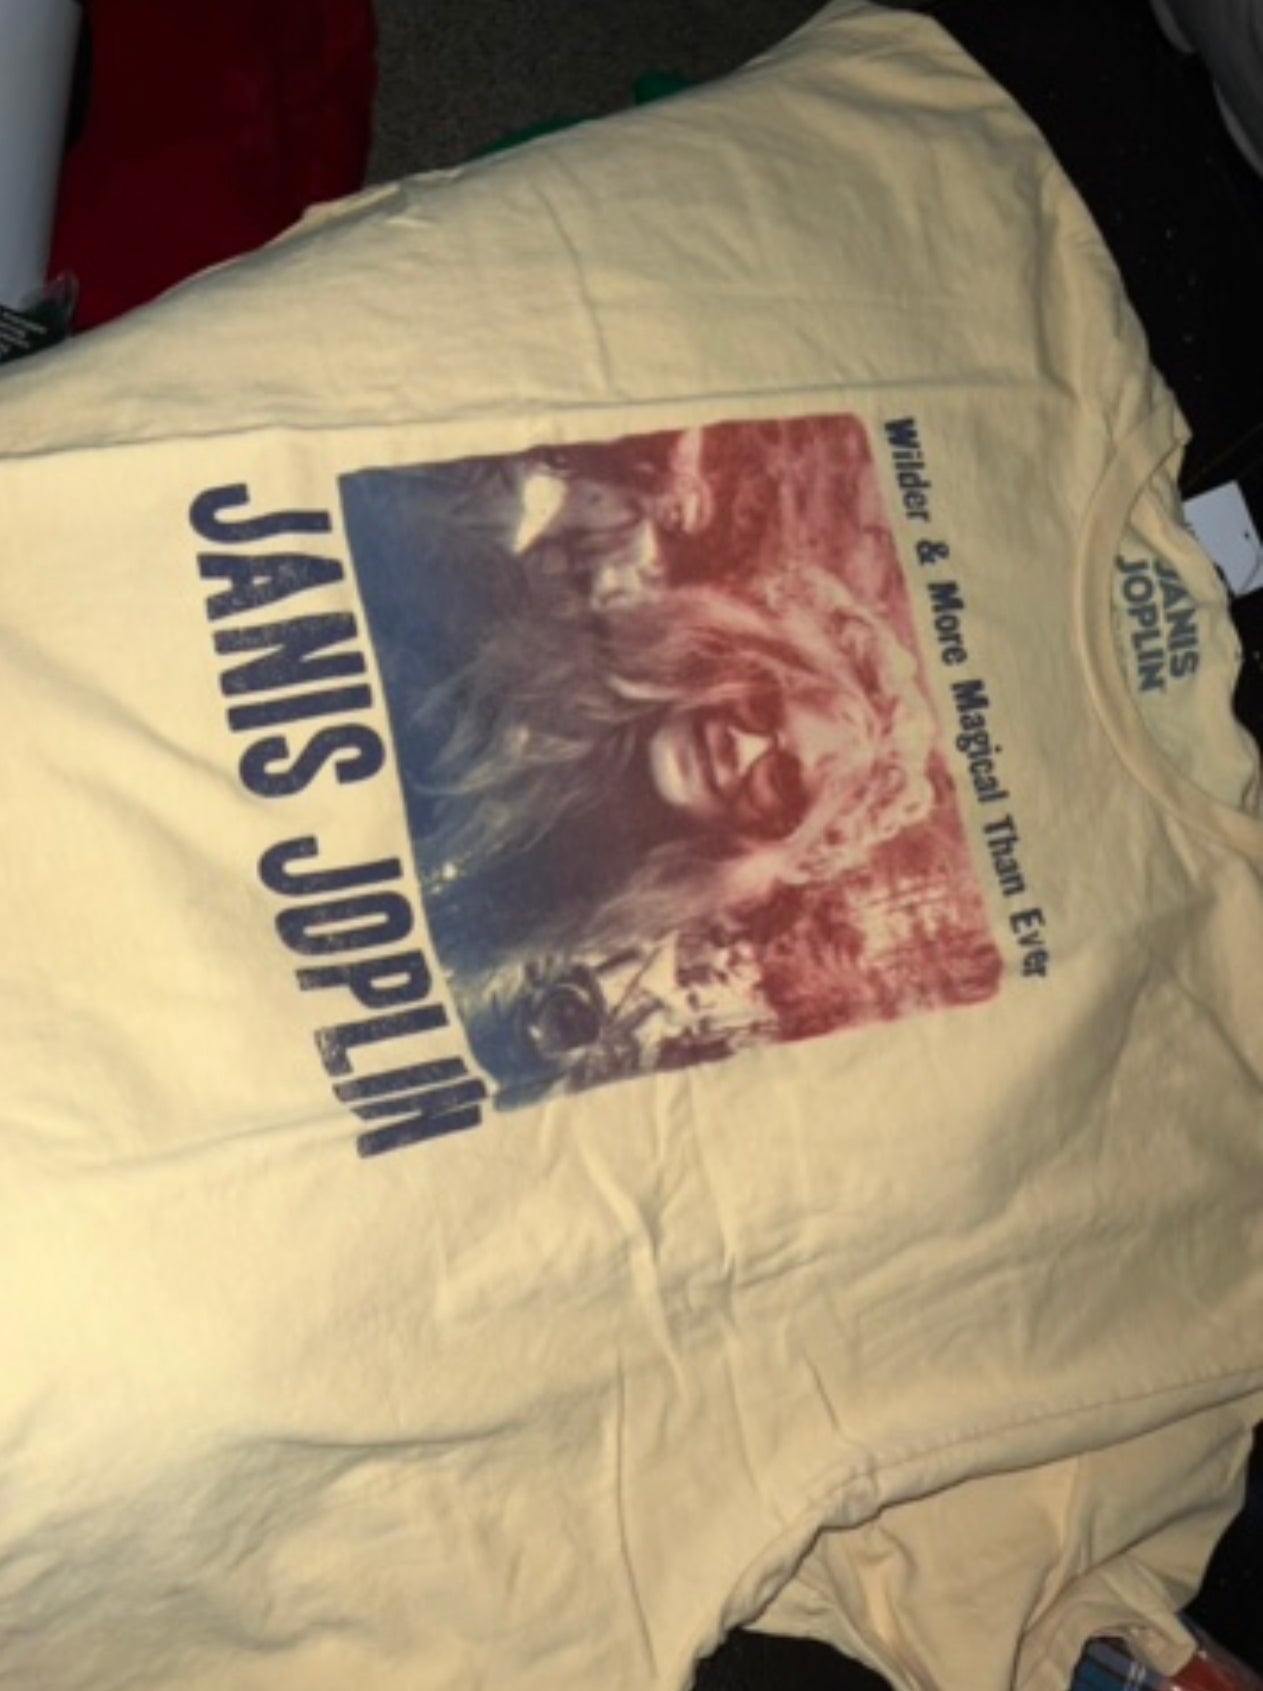 JANIS
JOPLIN
Wilder & More Magical Than Ever
JANIS JOPLIN